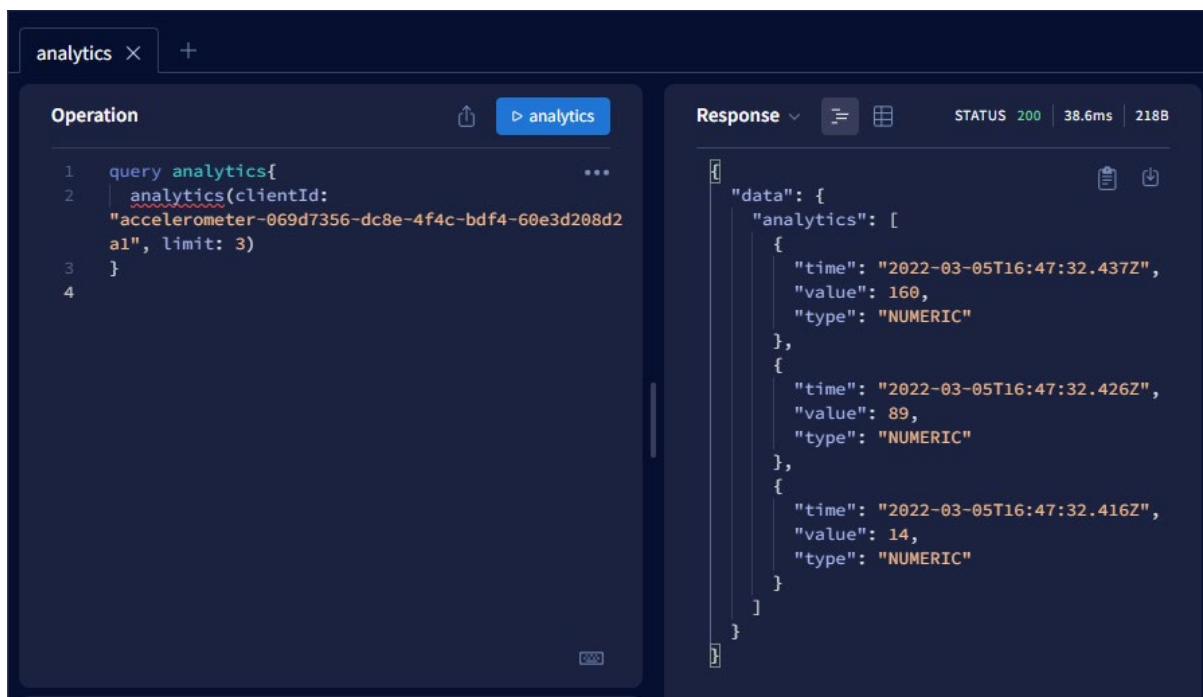 analytics
Operation
analytics
1 query analytics{
2 analytics(clientId:
"accelerometer-069d7356-dc8e-4f4c-bdf4-60e3d208d2
a1", limit: 3)
3 }
4
Response
STATUS 200 38.6ms 218B
{
"data": {
"analytics": [
{
"time": "2022-03-05T16:47:32.437Z",
"value": 160,
"type": "NUMERIC"
},
{
"time": "2022-03-05T16:47:32.426Z",
"value": 89,
"type": "NUMERIC"
},
{
"time": "2022-03-05T16:47:32.416Z",
"value": 14,
"type": "NUMERIC"
}
]
}
}